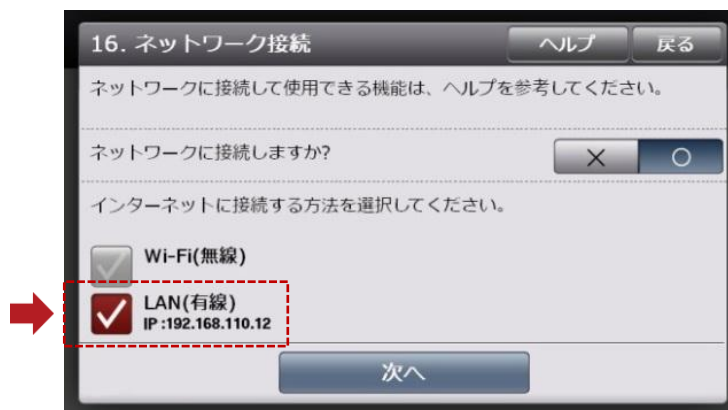 16. ネットワーク接続
ヘルプ
戻る
ネットワークに接続して使用できる機能は、ヘルプを参考してください。
ネットワークに接続しますか?
× ○
インターネットに接続する方法を選択してください。
Wi-Fi(無線)
LAN(有線)
IP :192.168.110.12
次へ